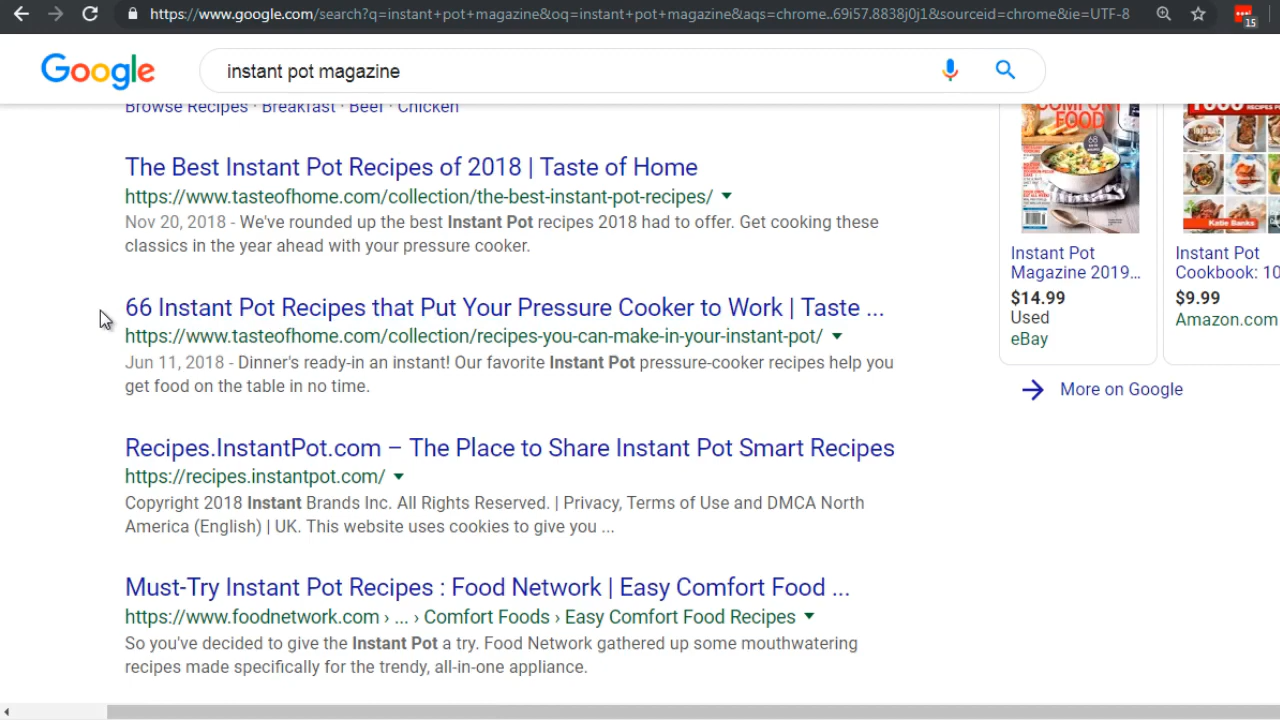 https://www.google.com/search?q=instant+pot+magazine&oq=instant+pot+magazine&aqs=chrome..69i57.8838j0j1&sourceid=chrome&ie=UTF-8
15
Google
instant pot magazine
Browse Recipes · Breakfast · Beef · Chicken
The Best Instant Pot Recipes of 2018 | Taste of Home
https://www.tasteofhome.com/collection/the-best-instant-pot-recipes/
Nov 20, 2018 - We've rounded up the best Instant Pot recipes 2018 had to offer. Get cooking these
classics in the year ahead with your pressure cooker.
66 Instant Pot Recipes that Put Your Pressure Cooker to Work | Taste ...
https://www.tasteofhome.com/collection/recipes-you-can-make-in-your-instant-pot/
Jun 11, 2018 - Dinner's ready-in an instant! Our favorite Instant Pot pressure-cooker recipes help you
get food on the table in no time.
Recipes.InstantPot.com – The Place to Share Instant Pot Smart Recipes
https://recipes.instantpot.com/
Copyright 2018 Instant Brands Inc. All Rights Reserved. | Privacy, Terms of Use and DMCA North
America (English) | UK. This website uses cookies to give you ...
Must-Try Instant Pot Recipes : Food Network | Easy Comfort Food ...
https://www.foodnetwork.com › ... › Comfort Foods › Easy Comfort Food Recipes
So you've decided to give the Instant Pot a try. Food Network gathered up some mouthwatering
recipes made specifically for the trendy, all-in-one appliance.
COMFORT
FOOD
68
Instant Pot
Magazine 2019...
$14.99
Used
eBay
RECIPES FOR
Katie Banks
Instant Pot
Cookbook: 10
$9.99
Amazon.com
More on Google